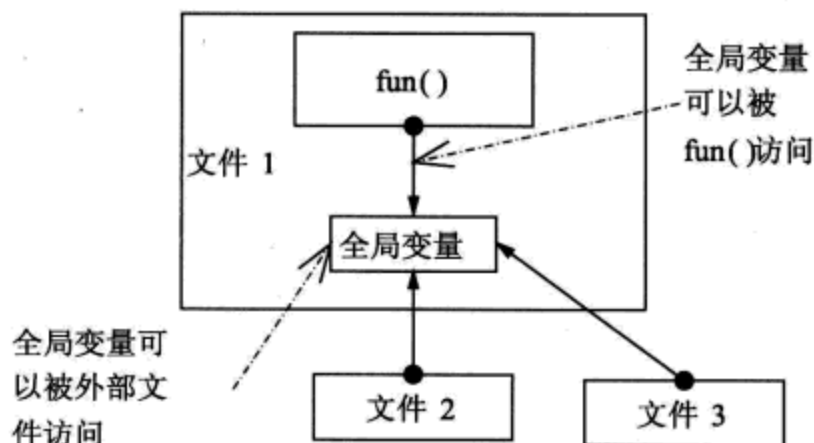 fun()
全局变量
可以被
fun()访问
文件 1
全局变量
全局变量可
以被外部文
件访问
文件 2
文件 3